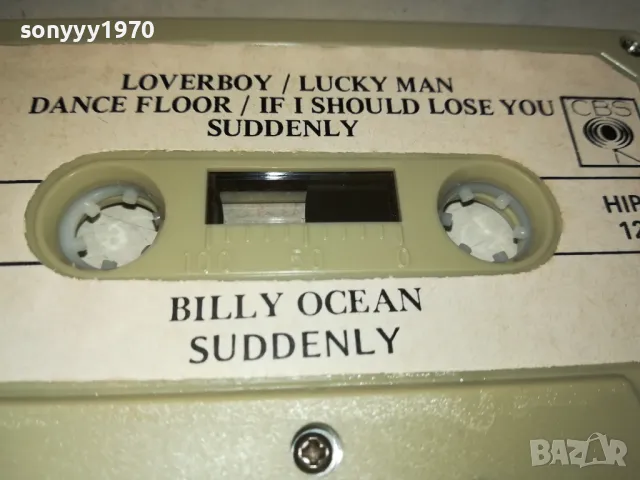 sonyyy1970
LOVERBOY / LUCKY MAN
DANCE FLOOR / IF I SHOULD LOSE YOU
SUDDENLY
CBS
HIP
12
100 50 0
BILLY OCEAN
SUDDENLY
BAZAR